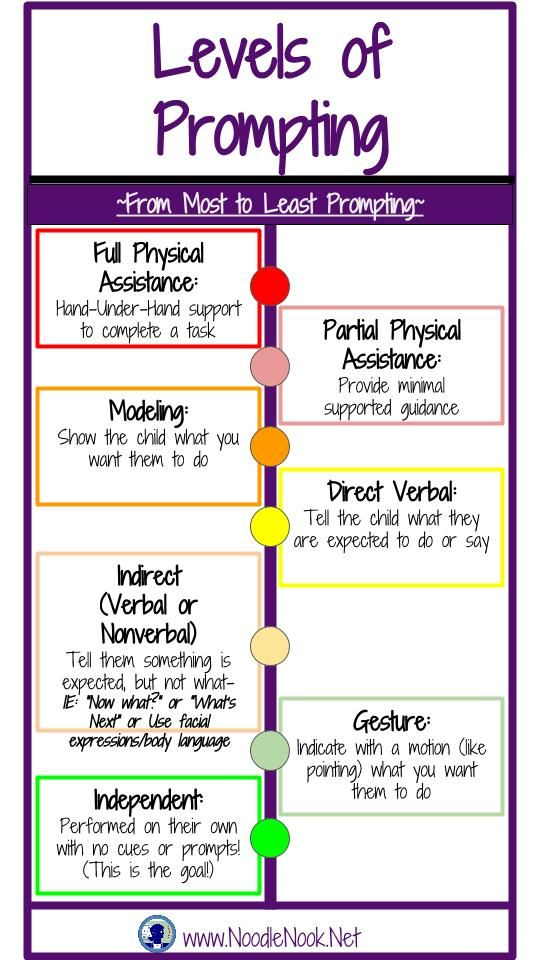 Levels of
Prompting
~From Most to Least Prompting~
Full Physical
Assistance:
Hand-Under-Hand support
to complete a task
Partial Physical
Assistance:
Provide minimal
supported guidance
Modeling:
Show the child what you
want them to do
Direct Verbal:
Tell the child what they
are expected to do or say
Indirect
(Verbal or
Nonverbal)
Tell them something is
expected, but not what-
IE: "Now what?" or "What's
Next" or Use facial
expressions/body language
Gesture:
Indicate with a motion (like
pointing) what you want
them to do
Independent:
Performed on their own
with no cues or prompts!
(This is the goal!)
www.NoodleNook.Net